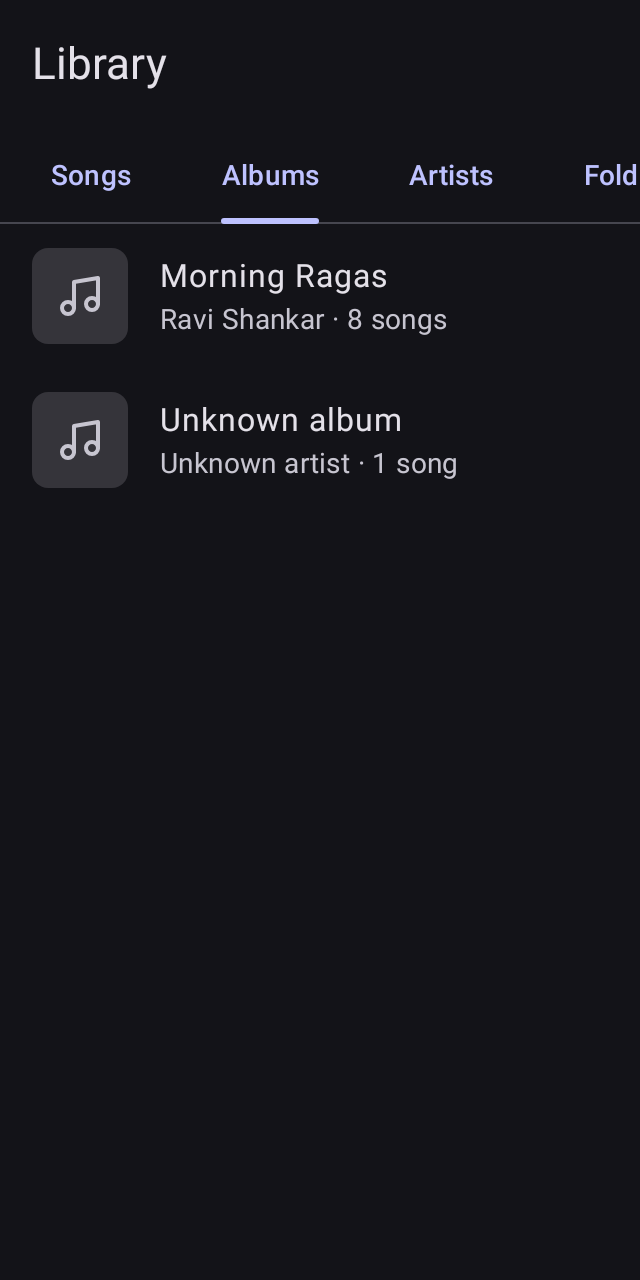 Library
Songs Albums Artists Fold
Morning Ragas
Ravi Shankar · 8 songs
Unknown album
Unknown artist · 1 song